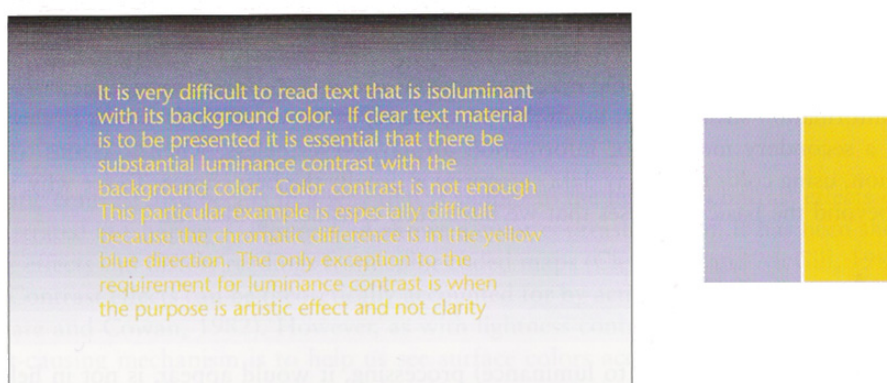 It is very difficult to read text that is isoluminant
with its background color.  If clear text material
is to be presented it is essential that there be
substantial luminance contrast with the
background color.  Color contrast is not enough
This particular example is especially difficult
because the chromatic difference is in the yellow
blue direction. The only exception to the
requirement for luminance contrast is when
the purpose is artistic effect and not clarity